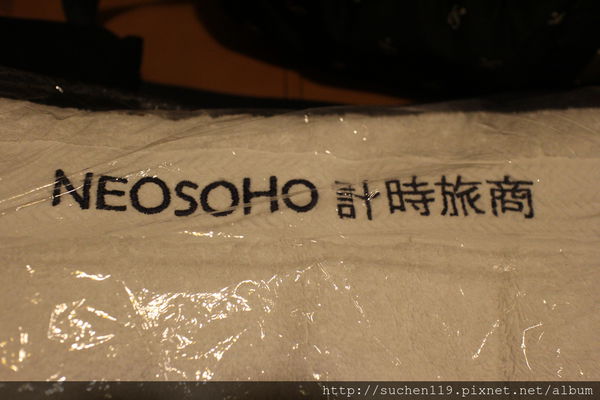 NEOSOHO 計時旅商
http://suchen119.pixnet.net/album